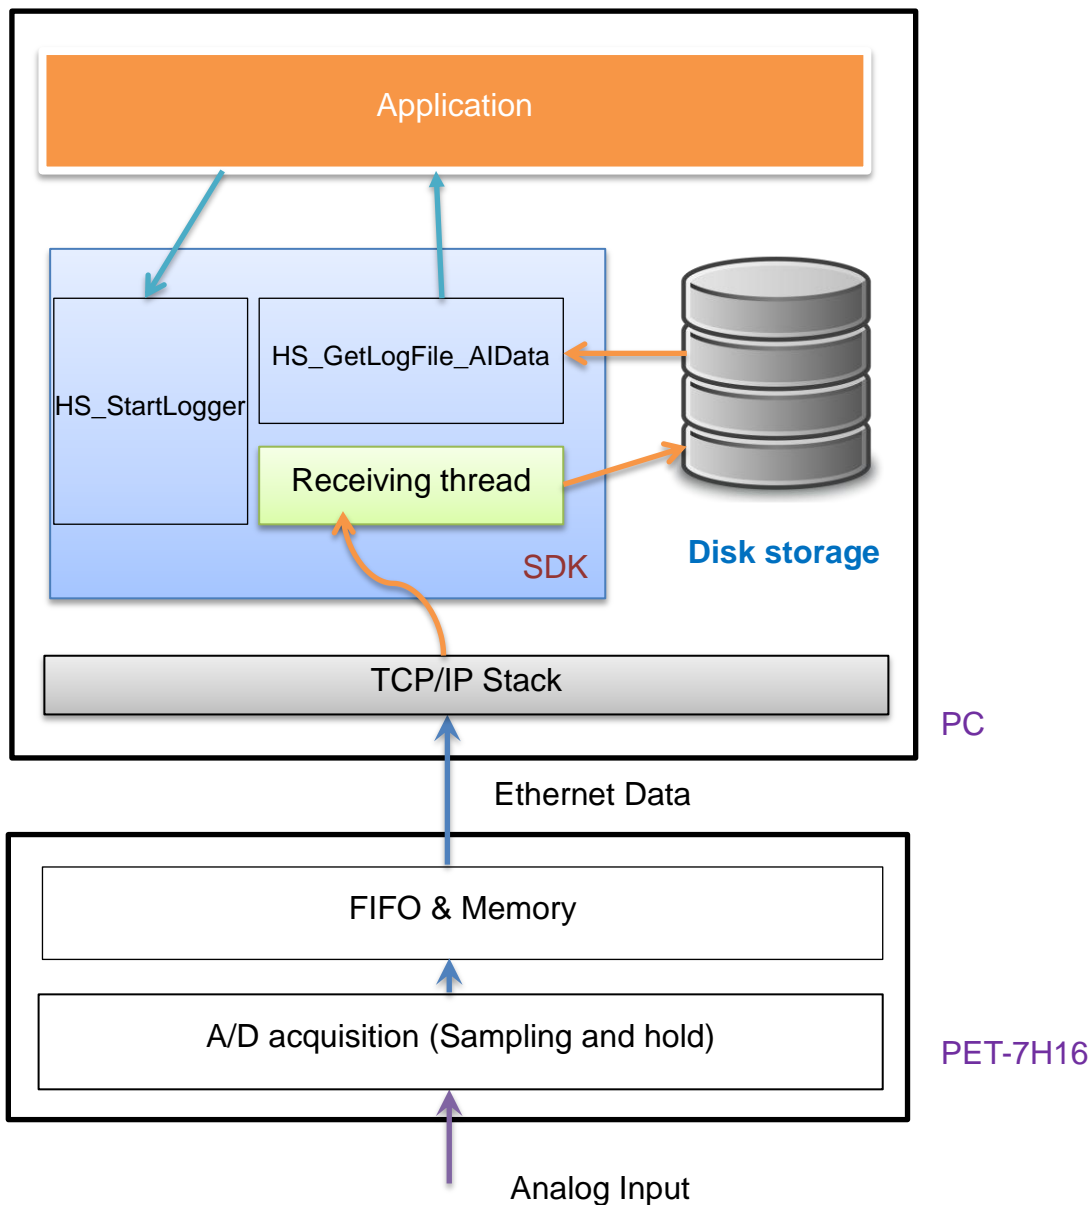 Application
HS_GetLogFile_AIData
HS_StartLogger
Receiving thread
SDK
Disk storage
TCP/IP Stack
PC
Ethernet Data
FIFO & Memory
A/D acquisition (Sampling and hold)
PET-7H16
Analog Input